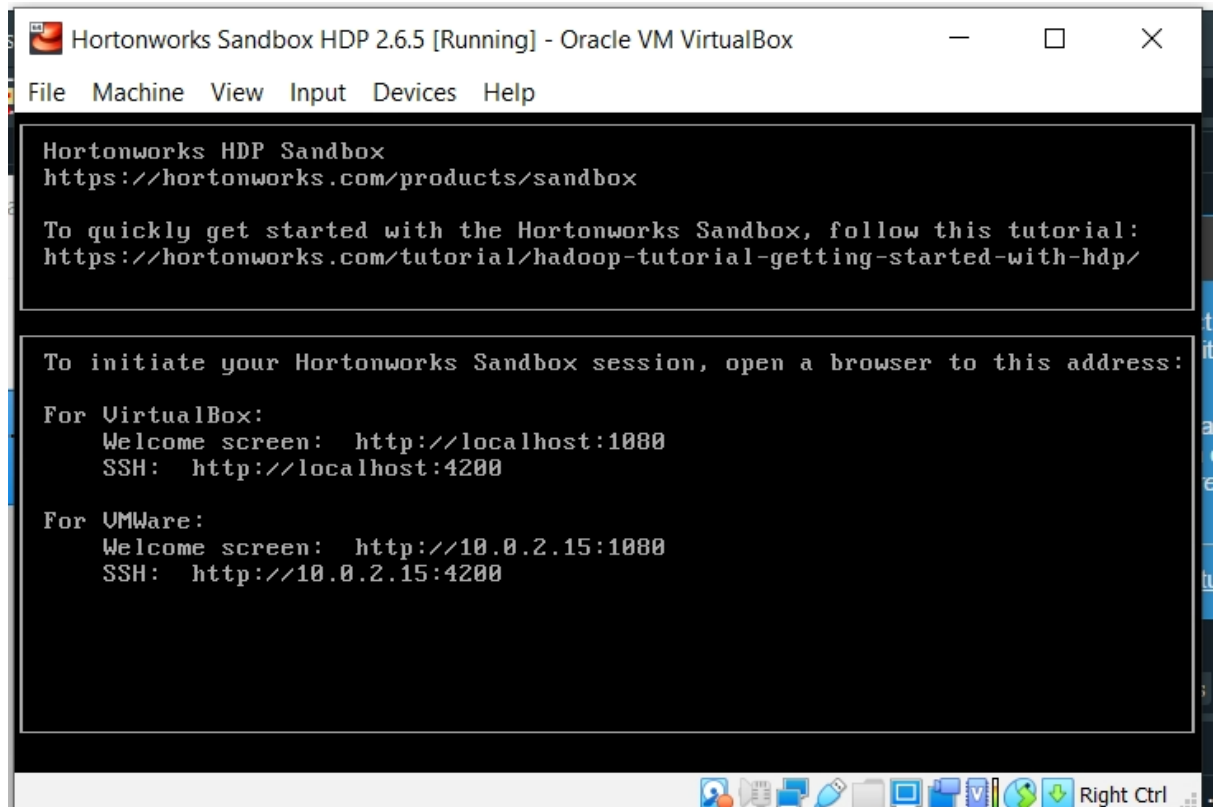 Hortonworks Sandbox HDP 2.6.5 [Running] - Oracle VM VirtualBox
File Machine View Input Devices Help
Hortonworks HDP Sandbox
https://hortonworks.com/products/sandbox
To quickly get started with the Hortonworks Sandbox, follow this tutorial:
https://hortonworks.com/tutorial/hadoop-tutorial-getting-started-with-hdp/
To initiate your Hortonworks Sandbox session, open a browser to this address:
For VirtualBox:
Welcome screen: http://localhost:1080
SSH: http://localhost:4200
For VMWare:
Welcome screen: http://10.0.2.15:1080
SSH: http://10.0.2.15:4200
Right Ctrl